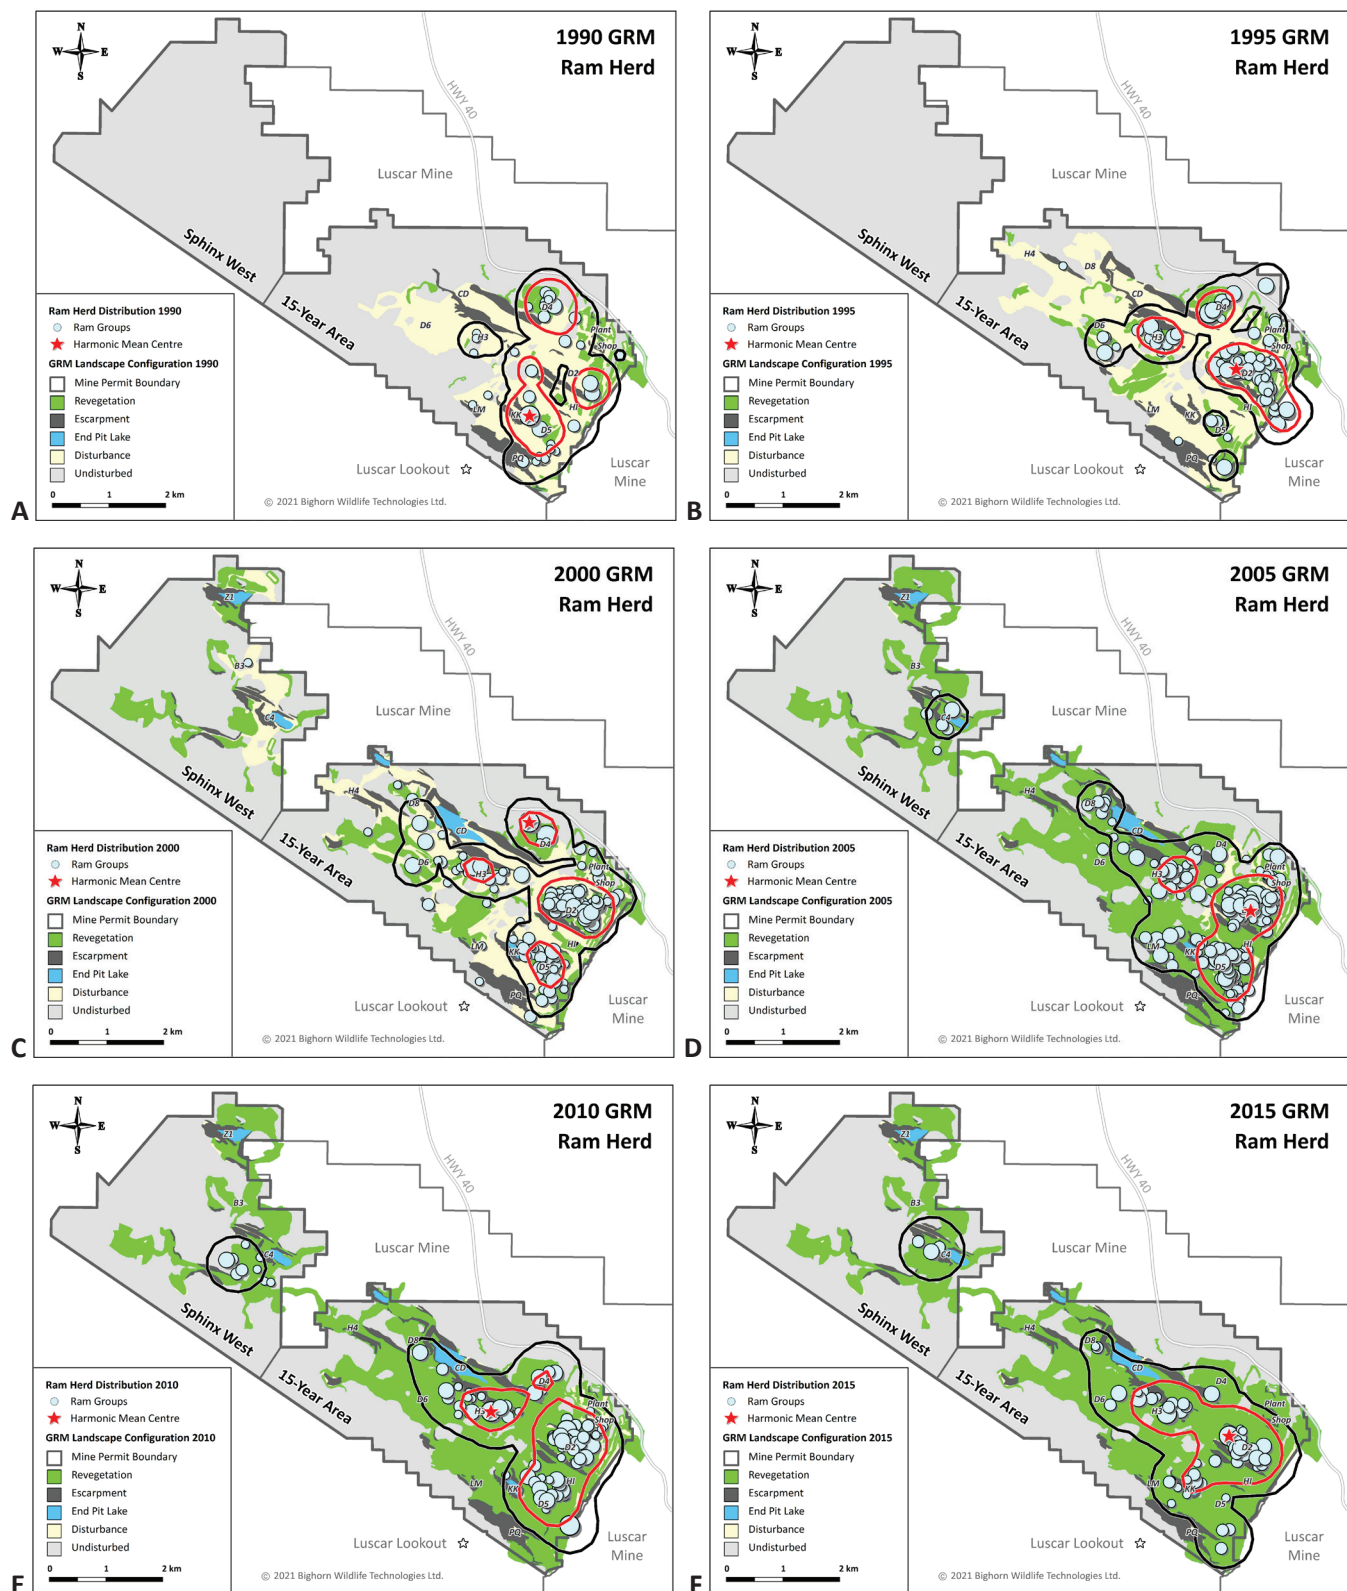 1990 GRM
Ram Herd
N
W E
S
HWY 40
Luscar Mine
Sphinx West
15-Year Area
CD
D4
D6
H3
Plant
Shop
D2
LM
KK
HI
D5
PQ
Ram Herd Distribution 1990
Ram Groups
Harmonic Mean Centre
GRM Landscape Configuration 1990
Mine Permit Boundary
Revegetation
Escarpment
End Pit Lake
Disturbance
Undisturbed
0 1 2 km
Luscar Lookout
Luscar
Mine
© 2021 Bighorn Wildlife Technologies Ltd.
A
1995 GRM
Ram Herd
N
W E
S
HWY 40
Luscar Mine
Sphinx West
15-Year Area
H4
D8
CD
D4
D6
H3
Plant
Shop
D2
LM
KK
HI
D5
PQ
Ram Herd Distribution 1995
Ram Groups
Harmonic Mean Centre
GRM Landscape Configuration 1995
Mine Permit Boundary
Revegetation
Escarpment
End Pit Lake
Disturbance
Undisturbed
0 1 2 km
Luscar Lookout
Luscar
Mine
© 2021 Bighorn Wildlife Technologies Ltd.
B
2000 GRM
Ram Herd
N
W E
S
HWY 40
Z1
B3
C4
Luscar Mine
Sphinx West
15-Year Area
H4
D8
CD
D4
D6
H3
Plant
Shop
D2
LM
KK
HI
D5
PQ
Ram Herd Distribution 2000
Ram Groups
Harmonic Mean Centre
GRM Landscape Configuration 2000
Mine Permit Boundary
Revegetation
Escarpment
End Pit Lake
Disturbance
Undisturbed
0 1 2 km
Luscar Lookout
Luscar
Mine
© 2021 Bighorn Wildlife Technologies Ltd.
C
2005 GRM
Ram Herd
N
W E
S
HWY 40
Z1
B3
C4
Luscar Mine
Sphinx West
15-Year Area
H4
D8
CD
D4
D6
H3
Plant
Shop
LM
KK
HI
D5
PQ
Ram Herd Distribution 2005
Ram Groups
Harmonic Mean Centre
GRM Landscape Configuration 2005
Mine Permit Boundary
Revegetation
Escarpment
End Pit Lake
Disturbance
Undisturbed
0 1 2 km
Luscar Lookout
Luscar
Mine
© 2021 Bighorn Wildlife Technologies Ltd.
D
2010 GRM
Ram Herd
N
W E
S
HWY 40
Z1
B3
C4
Luscar Mine
Sphinx West
15-Year Area
H4
D8
CD
D4
D6
H3
Plant
Shop
D2
LM
KK
HI
D5
PQ
Ram Herd Distribution 2010
Ram Groups
Harmonic Mean Centre
GRM Landscape Configuration 2010
Mine Permit Boundary
Revegetation
Escarpment
End Pit Lake
Disturbance
Undisturbed
0 1 2 km
Luscar Lookout
Luscar
Mine
© 2021 Bighorn Wildlife Technologies Ltd.
2015 GRM
Ram Herd
N
W E
S
HWY 40
Z1
B3
C4
Luscar Mine
Sphinx West
15-Year Area
H4
D8
CD
D4
D6
H3
Plant
Shop
D2
LM
KK
HI
D5
PQ
Ram Herd Distribution 2015
Ram Groups
Harmonic Mean Centre
GRM Landscape Configuration 2015
Mine Permit Boundary
Revegetation
Escarpment
End Pit Lake
Disturbance
Undisturbed
0 1 2 km
Luscar Lookout
Luscar
Mine
© 2021 Bighorn Wildlife Technologies Ltd.